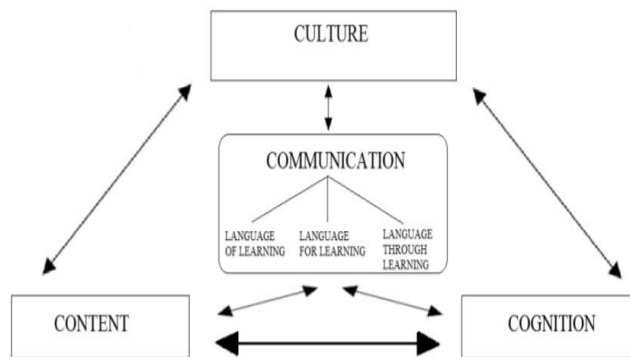 CULTURE
COMMUNICATION
LANGUAGE
OF LEARNING
LANGUAGE
FOR LEARNING
LANGUAGE
THROUGH
LEARNING
CONTENT
COGNITION